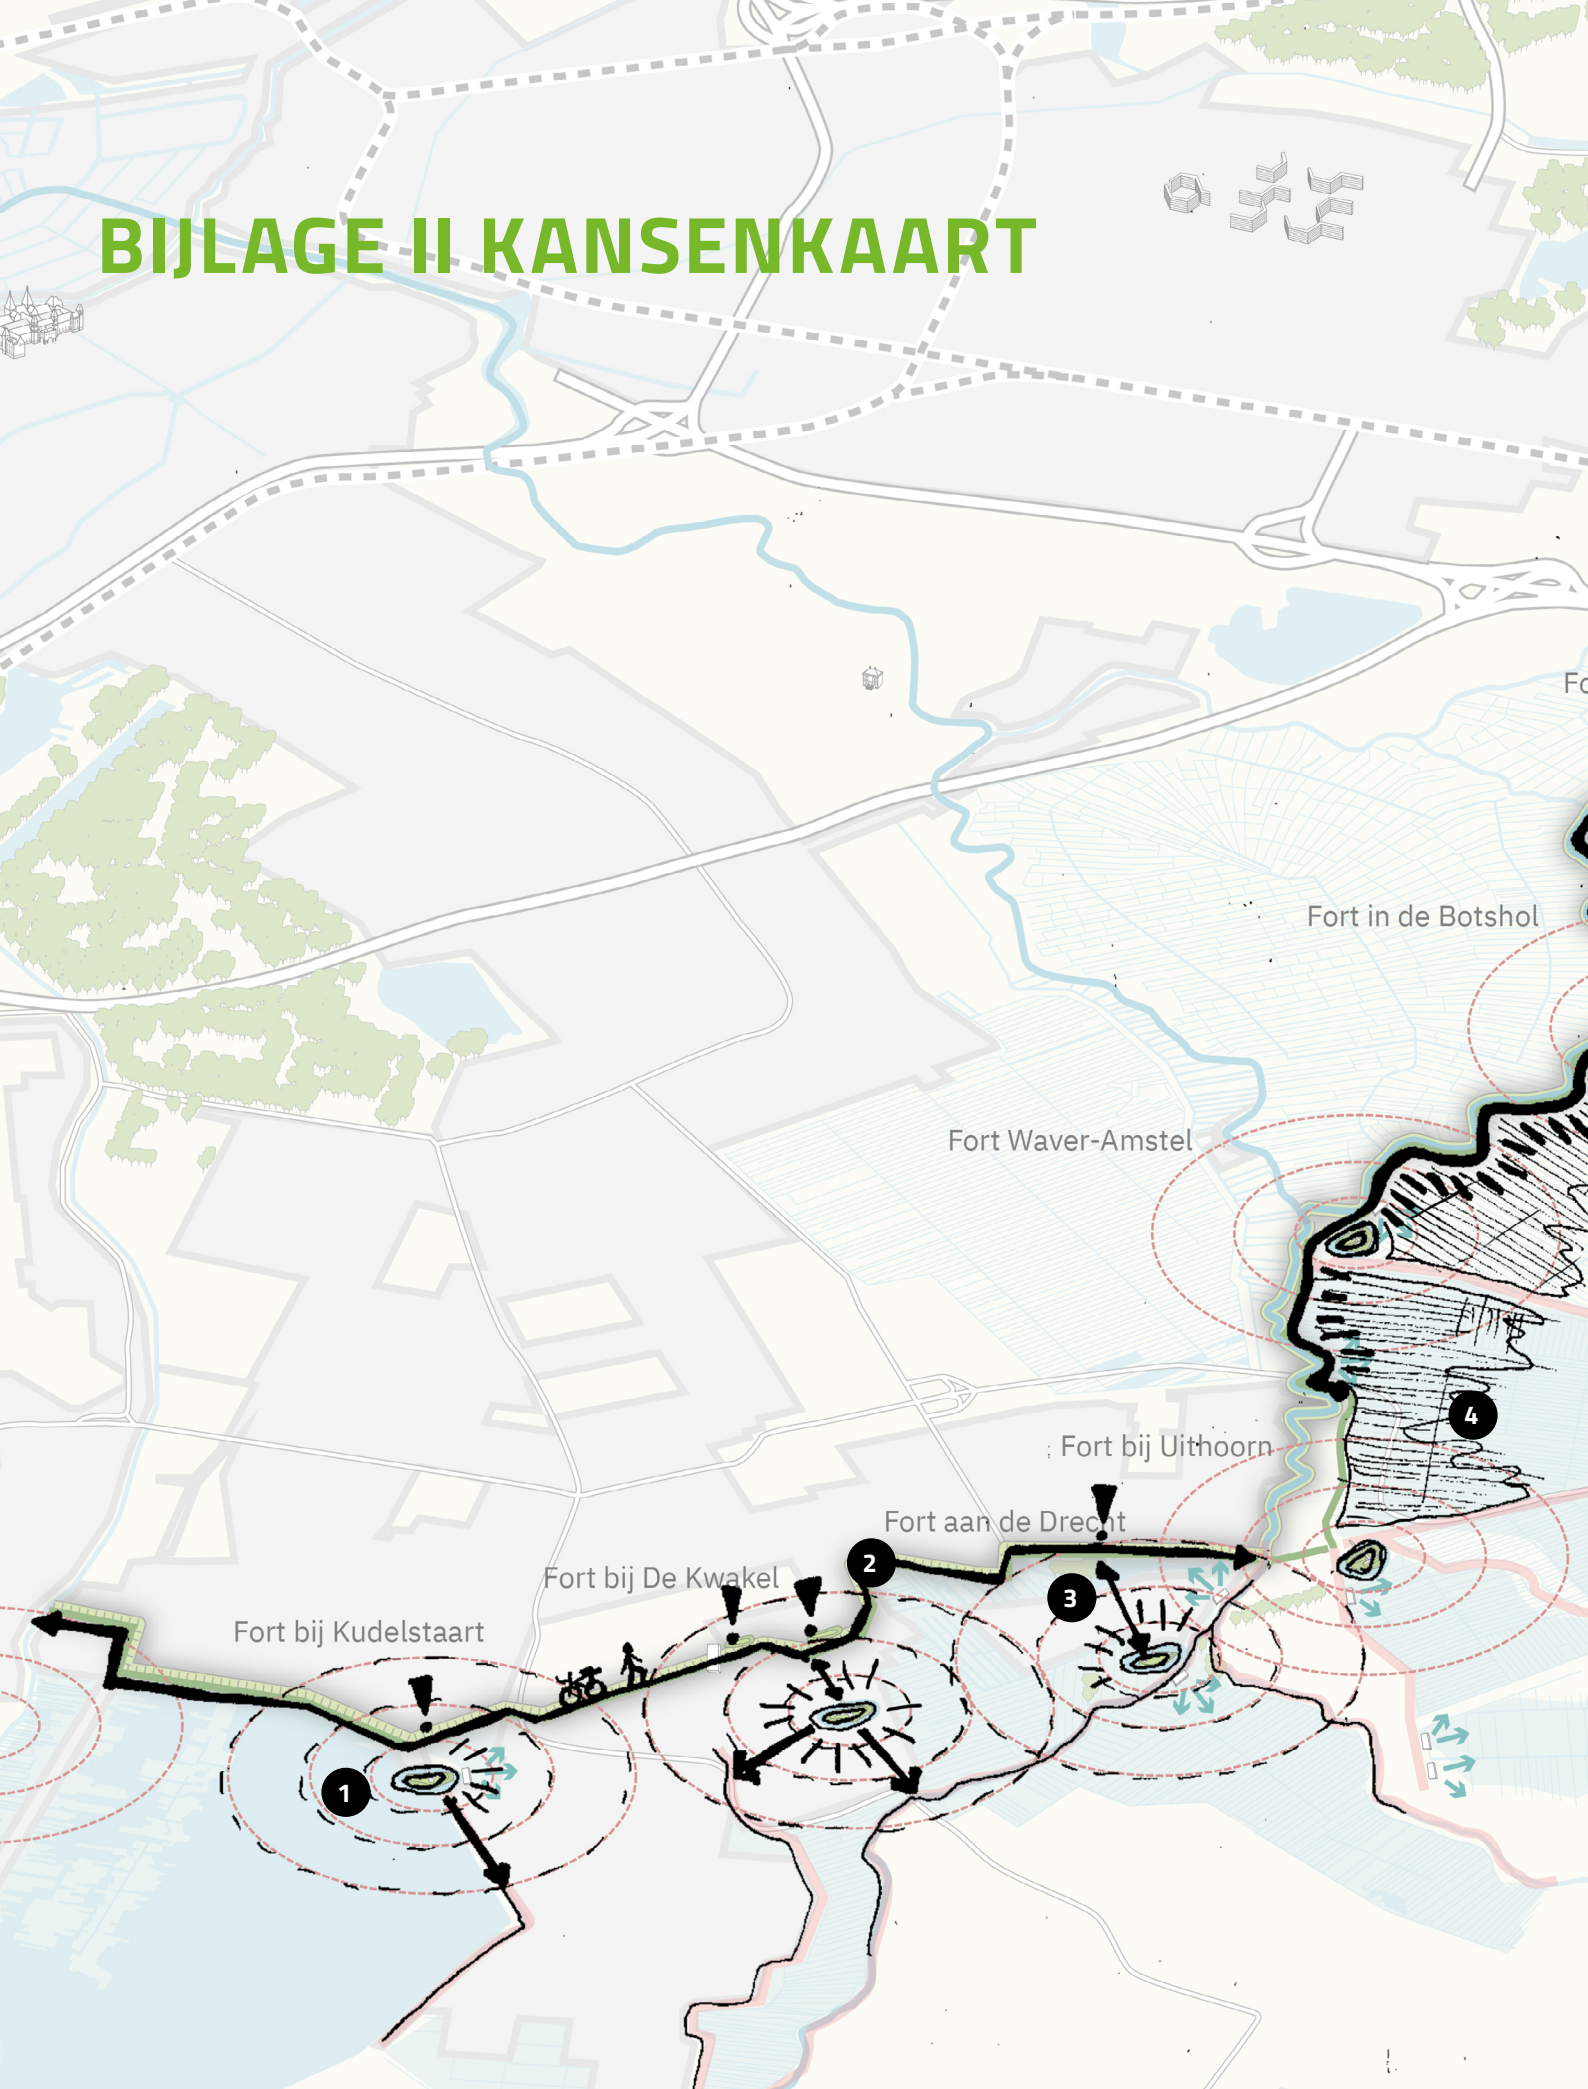 BIJLAGE II KANSENKAART
Fo
Fort in de Botshol
Fort Waver-Amstel
4
Fort bij Uithoorn
Fort aan de Drecht
2
Fort bij De Kwakel
3
Fort bij Kudelstaart
1